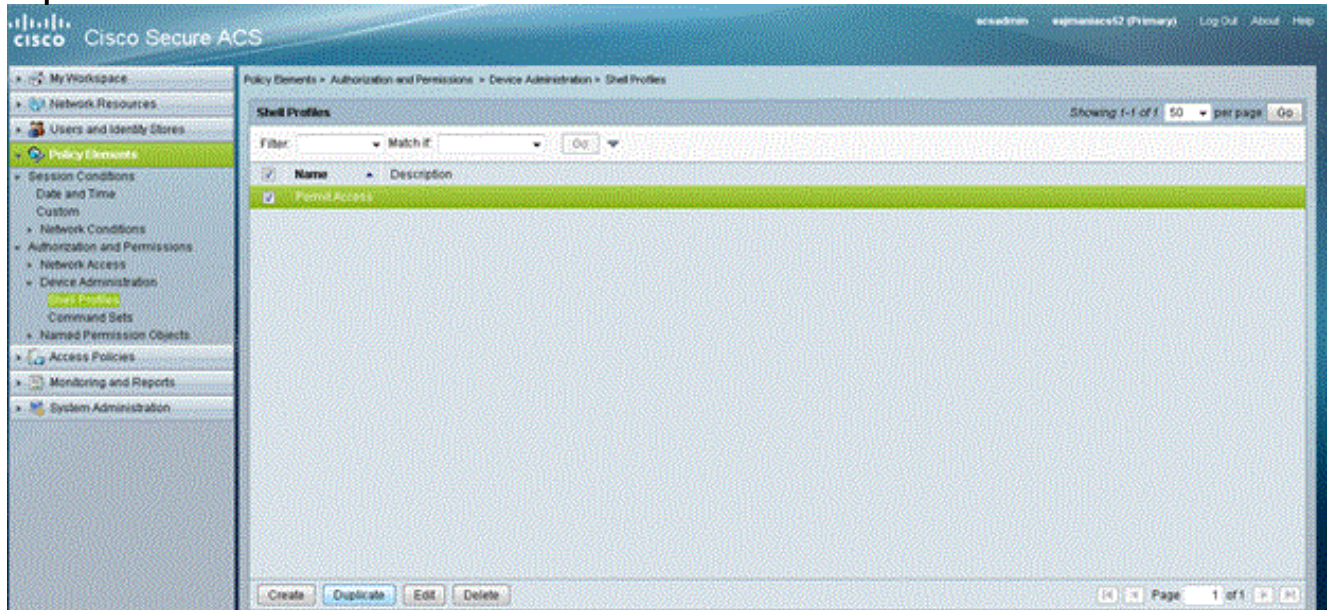 cisco Cisco Secure ACS
acsadmin (Primary) Log Out About Help
My Workspace
Network Resources
Users and Identity Stores
Policy Elements
Session Conditions
Date and Time
Custom
Network Conditions
Authorization and Permissions
Network Access
Device Administration
Shell Profiles
Command Sets
Named Permission Objects
Access Policies
Monitoring and Reports
System Administration
Policy Elements > Authorization and Permissions > Device Administration > Shell Profiles
Shell Profiles Showing 1-1 of 1 50 per page Go
Filter: Match if: Go
Name Description
Permit Access
Create Duplicate Edit Delete Page 1 of 1